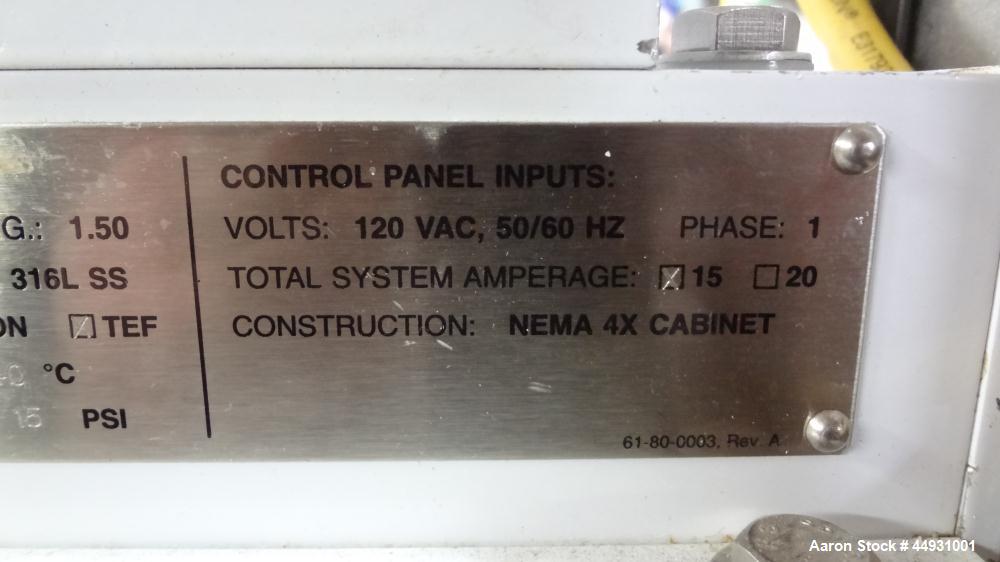 CONTROL PANEL INPUTS:
G.: 1.50 VOLTS: 120 VAC, 50/60 HZ PHASE: 1
316L SS TOTAL SYSTEM AMPERAGE: ☒ 15 ☐ 20
ON ☑ TEF CONSTRUCTION: NEMA 4X CABINET
°C
15 PSI
61-80-0003, Rev. A
Aaron Stock # 44931001